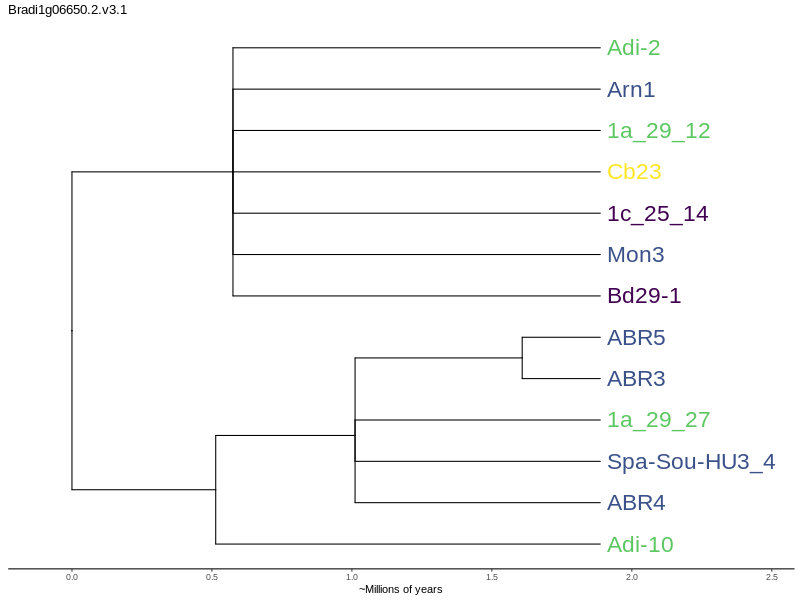 Bradi1g06650.2.v3.1
Adi-2
Arn1
1a_29_12
Cb23
1c_25_14
Mon3
Bd29-1
ABR5
ABR3
1a_29_27
Spa-Sou-HU3_4
ABR4
Adi-10
0.0 0.5 1.0 1.5 2.0 2.5
~Millions of years